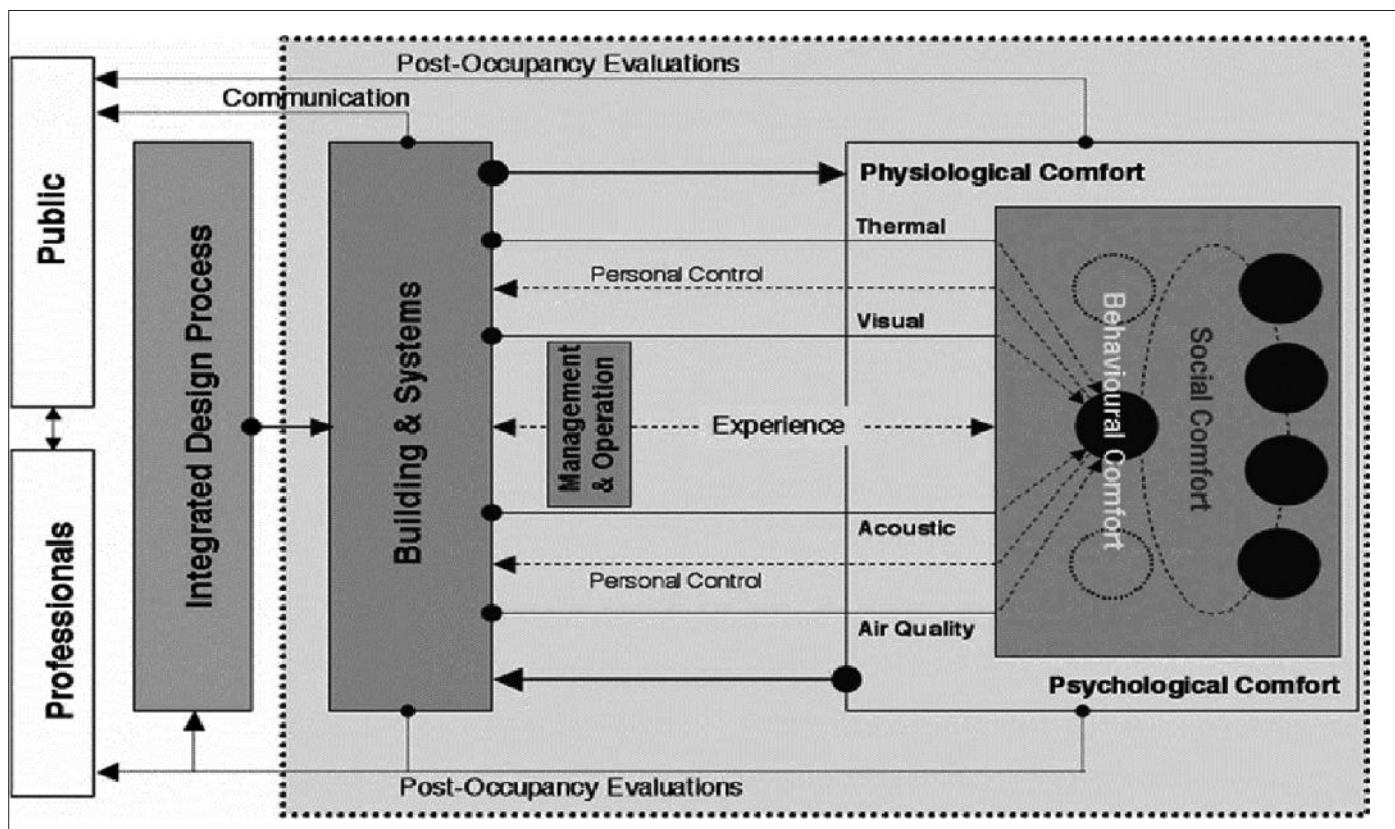 Post-Occupancy Evaluations
Communication
Public
Professionals
Integrated Design Process
Building & Systems
Physiological Comfort
Thermal
Personal Control
Visual
Management
& Operation
Experience
Behavioural Comfort
Social Comfort
Acoustic
Personal Control
Air Quality
Psychological Comfort
Post-Occupancy Evaluations